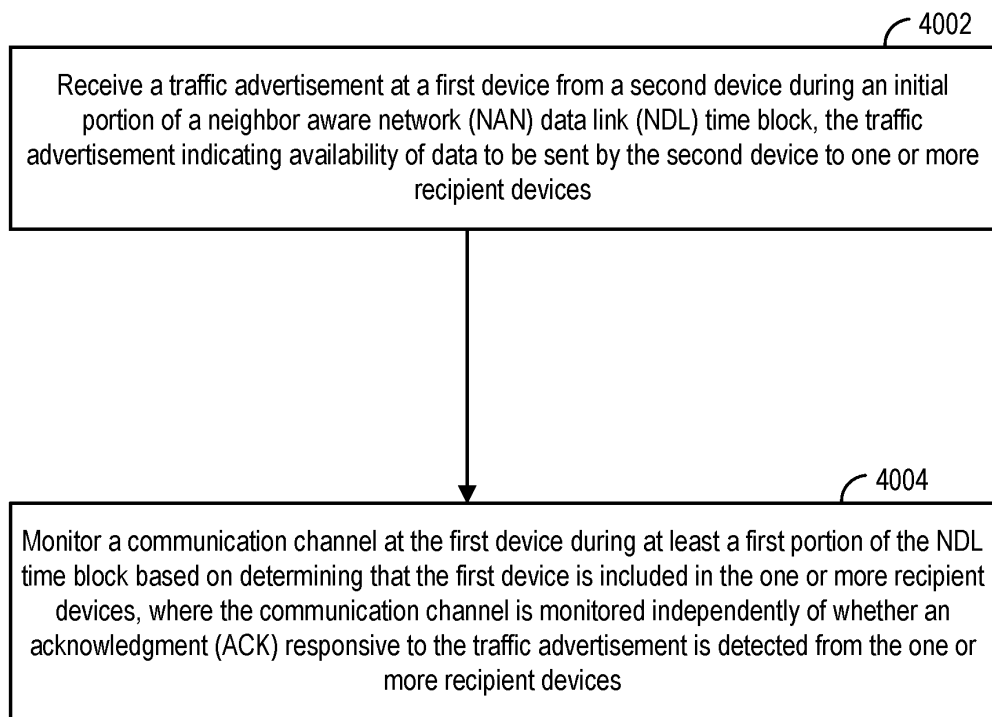 4002
Receive a traffic advertisement at a first device from a second device during an initial
portion of a neighbor aware network (NAN) data link (NDL) time block, the traffic
advertisement indicating availability of data to be sent by the second device to one or more
recipient devices
4004
Monitor a communication channel at the first device during at least a first portion of the NDL
time block based on determining that the first device is included in the one or more recipient
devices, where the communication channel is monitored independently of whether an
acknowledgment (ACK) responsive to the traffic advertisement is detected from the one or
more recipient devices